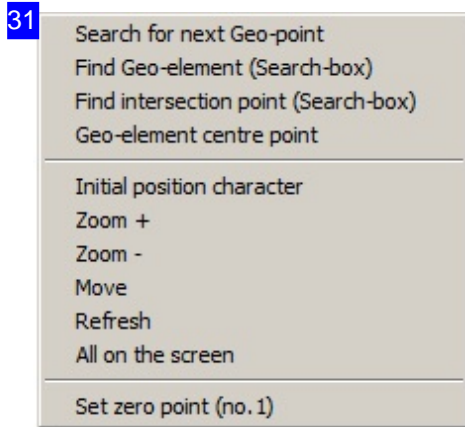 31
Search for next Geo-point
Find Geo-element (Search-box)
Find intersection point (Search-box)
Geo-element centre point
Initial position character
Zoom +
Zoom -
Move
Refresh
All on the screen
Set zero point (no.1)